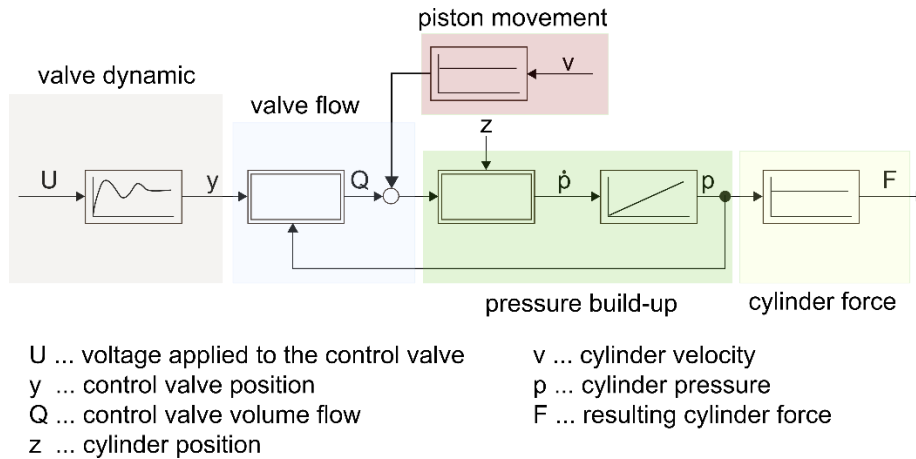 piston movement
valve dynamic
v
valve flow
z
U
y
Q
ṗ
p
F
pressure build-up
cylinder force
U ... voltage applied to the control valve
y ... control valve position
Q ... control valve volume flow
z ... cylinder position
v ... cylinder velocity
p ... cylinder pressure
F ... resulting cylinder force